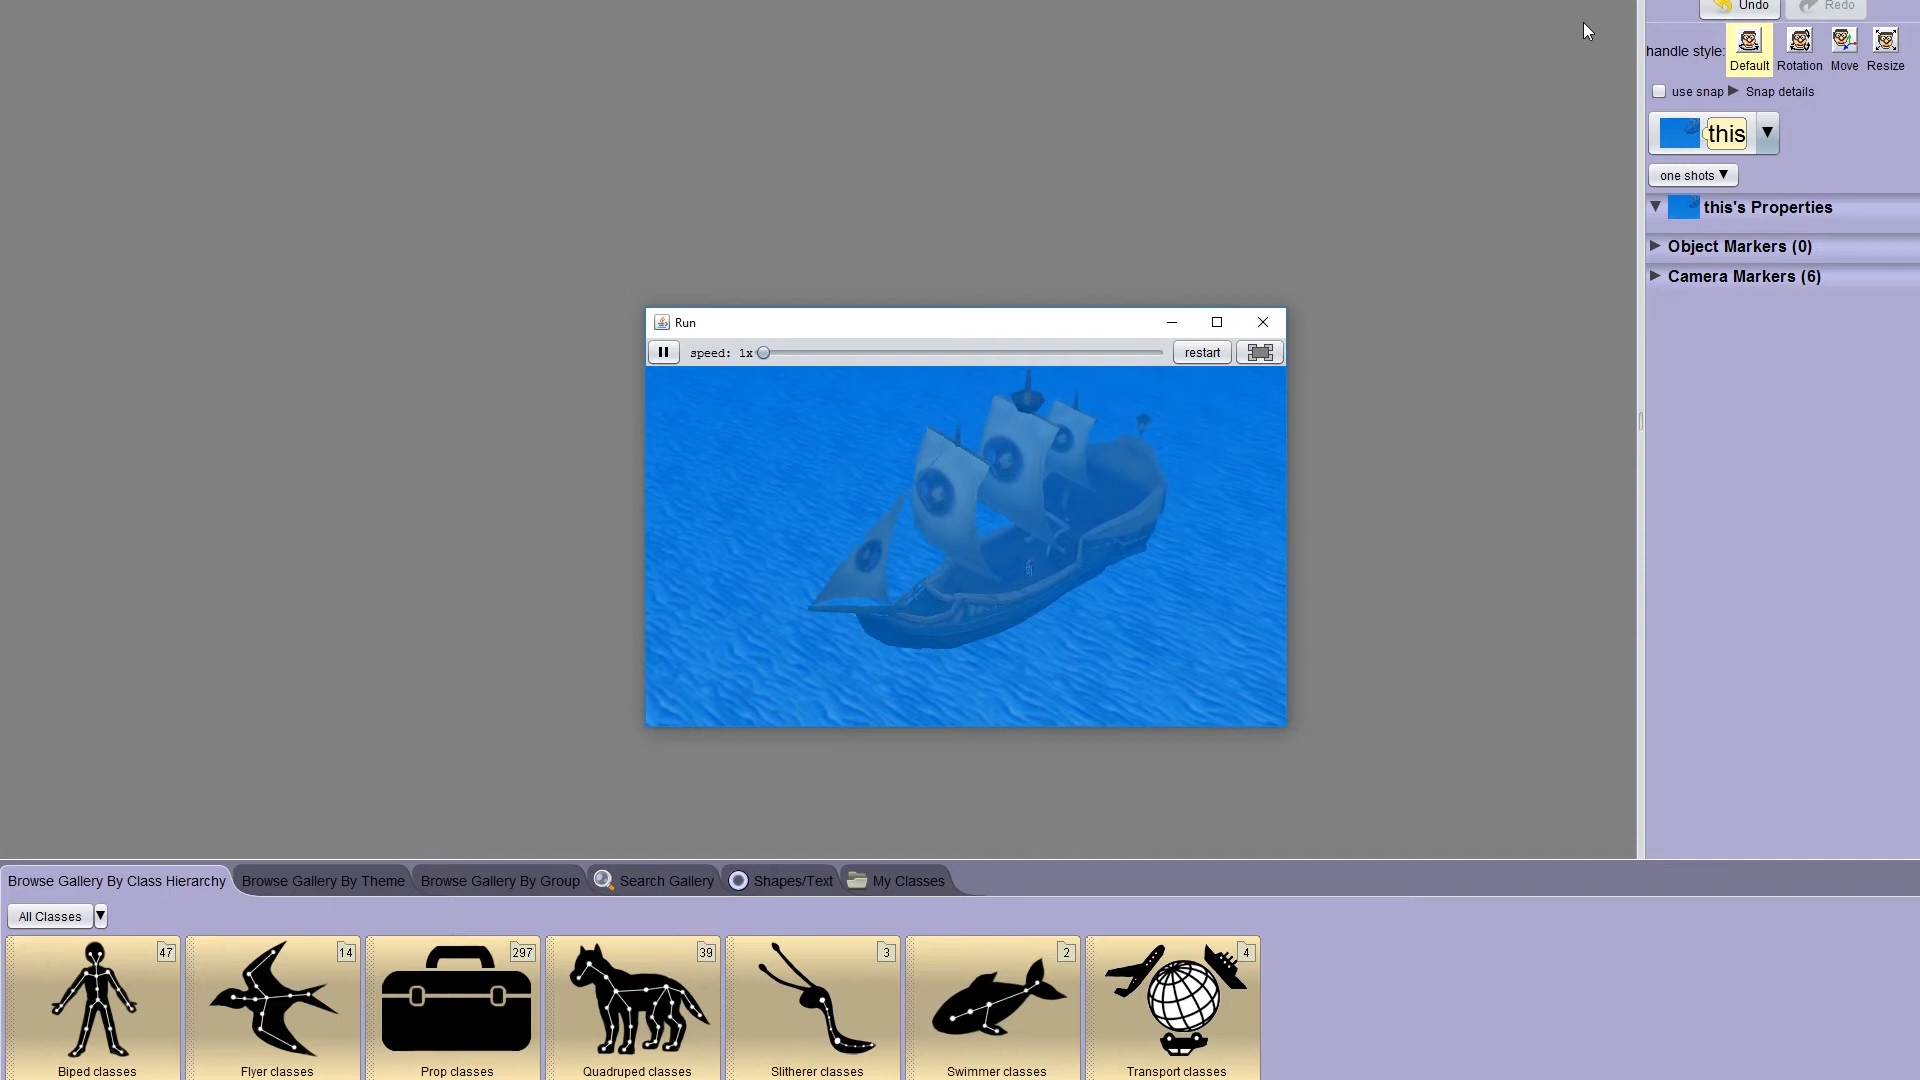 Undo Redo
handle style: Default Rotation Move Resize
use snap Snap details
this
one shots
this's Properties
Object Markers (0)
Camera Markers (6)
Run
speed: 1x restart
Browse Gallery By Class Hierarchy Browse Gallery By Theme Browse Gallery By Group Search Gallery Shapes/Text My Classes
All Classes
47 14 297 39 3 2 4
Biped classes Flyer classes Prop classes Quadruped classes Slitherer classes Swimmer classes Transport classes